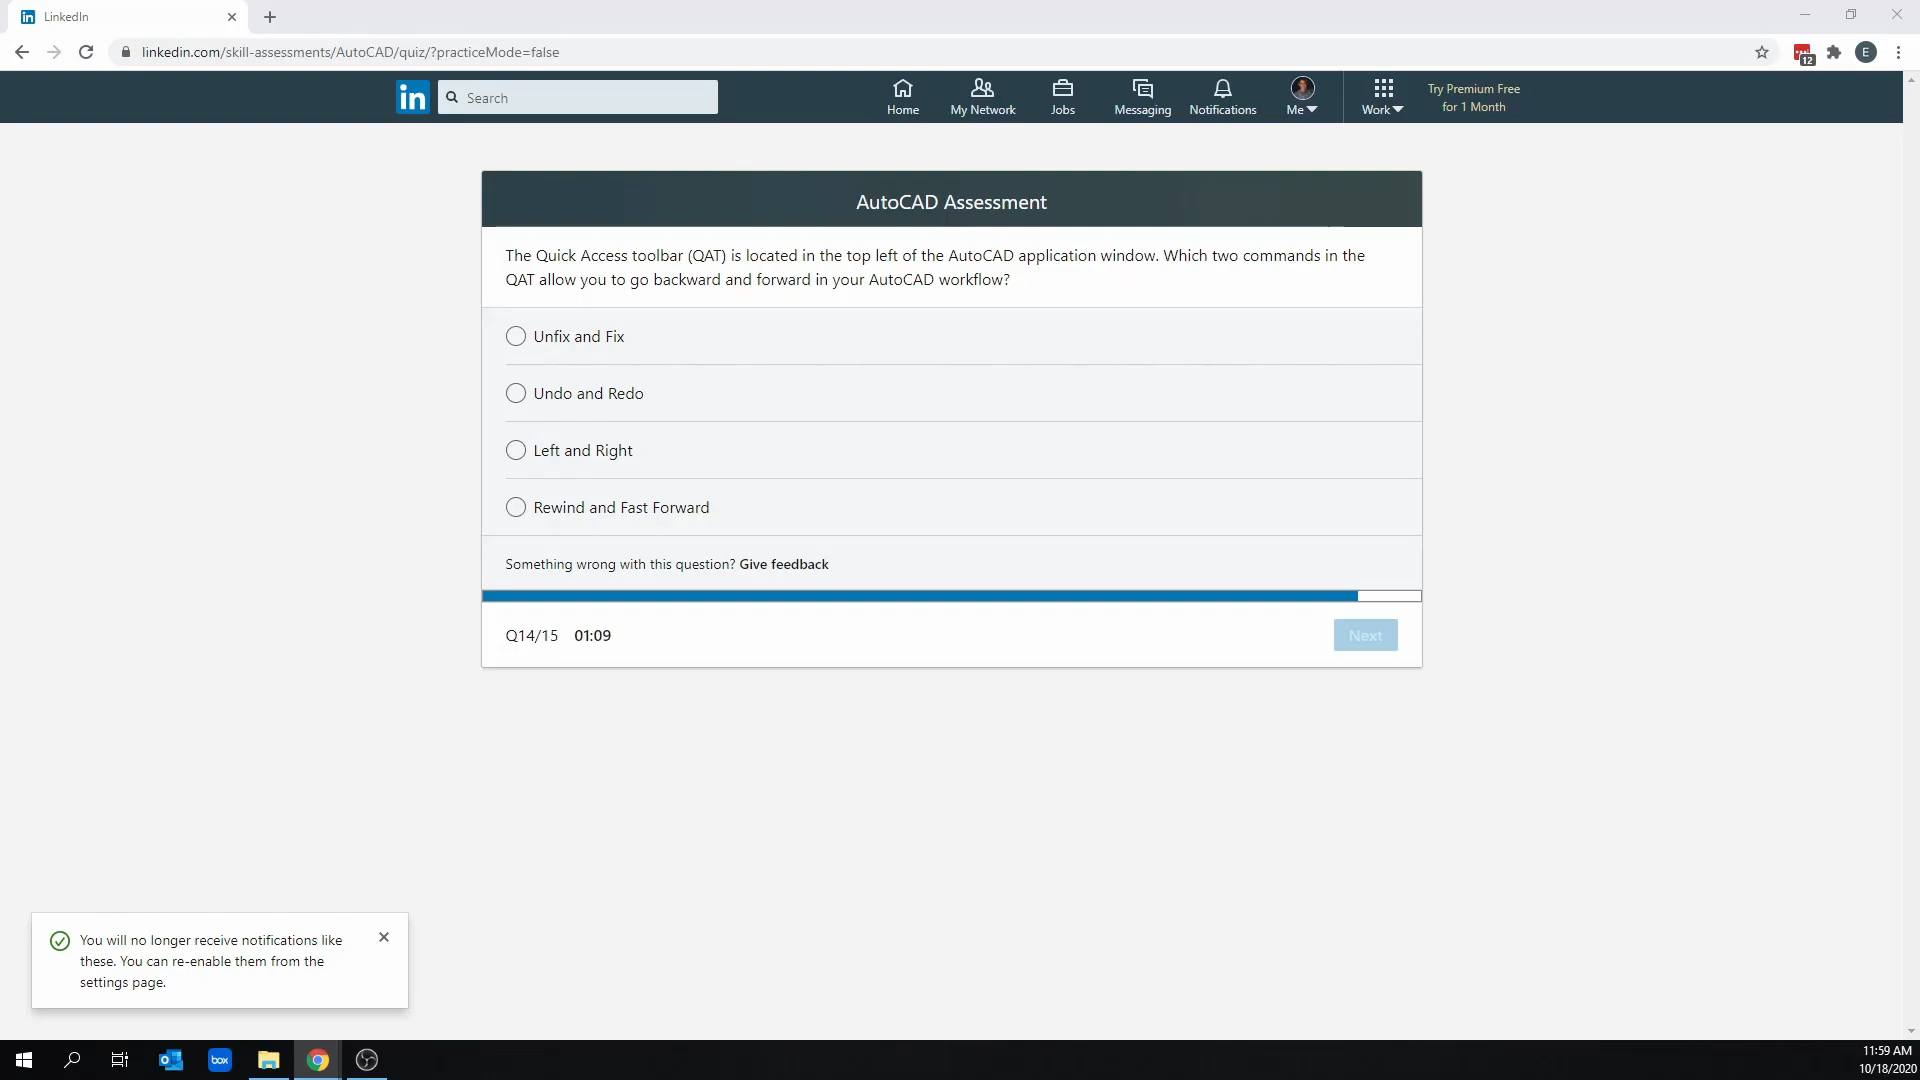 LinkedIn
linkedin.com/skill-assessments/AutoCAD/quiz/?practiceMode=false
12
E
in
Search
Home
My Network
Jobs
Messaging
Notifications
Me
Work
Try Premium Free
for 1 Month
AutoCAD Assessment
The Quick Access toolbar (QAT) is located in the top left of the AutoCAD application window. Which two commands in the
QAT allow you to go backward and forward in your AutoCAD workflow?
Unfix and Fix
Undo and Redo
Left and Right
Rewind and Fast Forward
Something wrong with this question? Give feedback
Q14/15 01:09
Next
You will no longer receive notifications like
these. You can re-enable them from the
settings page.
box
11:59 AM
10/18/2020